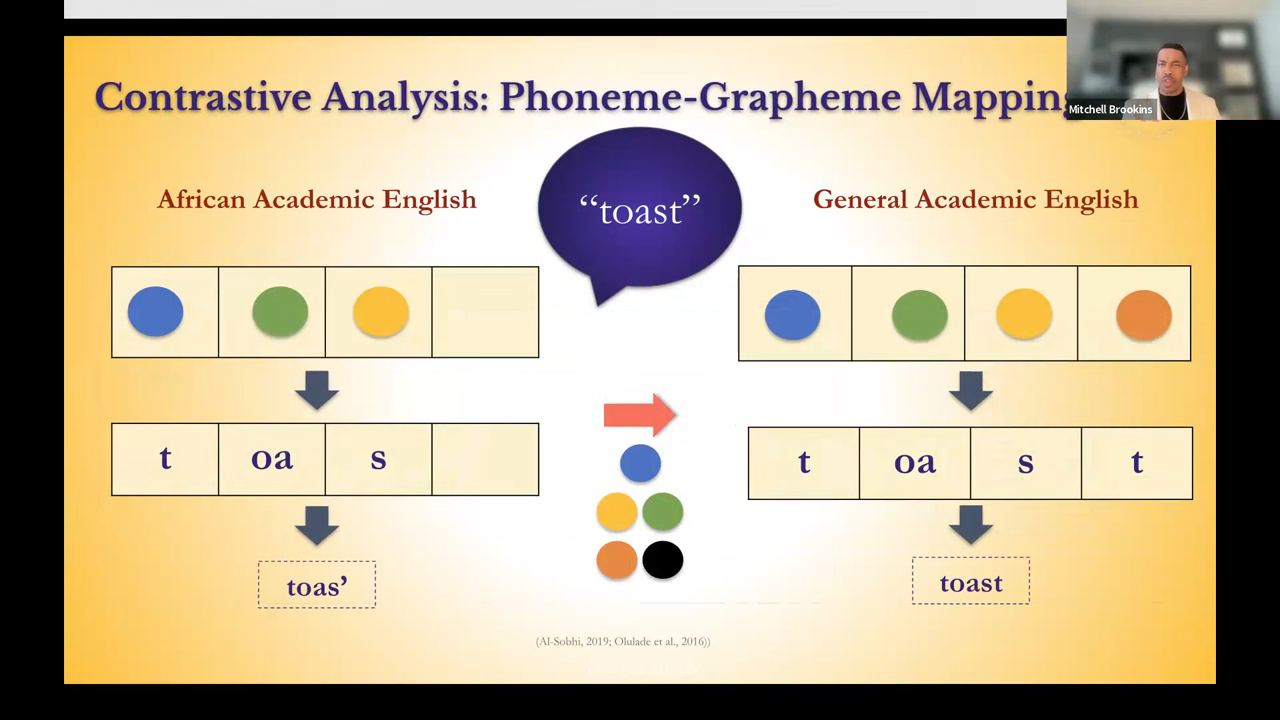 Contrastive Analysis: Phoneme-Grapheme Mapping
Mitchell Brookins
African Academic English
“toast”
General Academic English
t oa s
t oa s t
toas’
toast
(Al-Sobhi, 2019; Olulade et al., 2016))